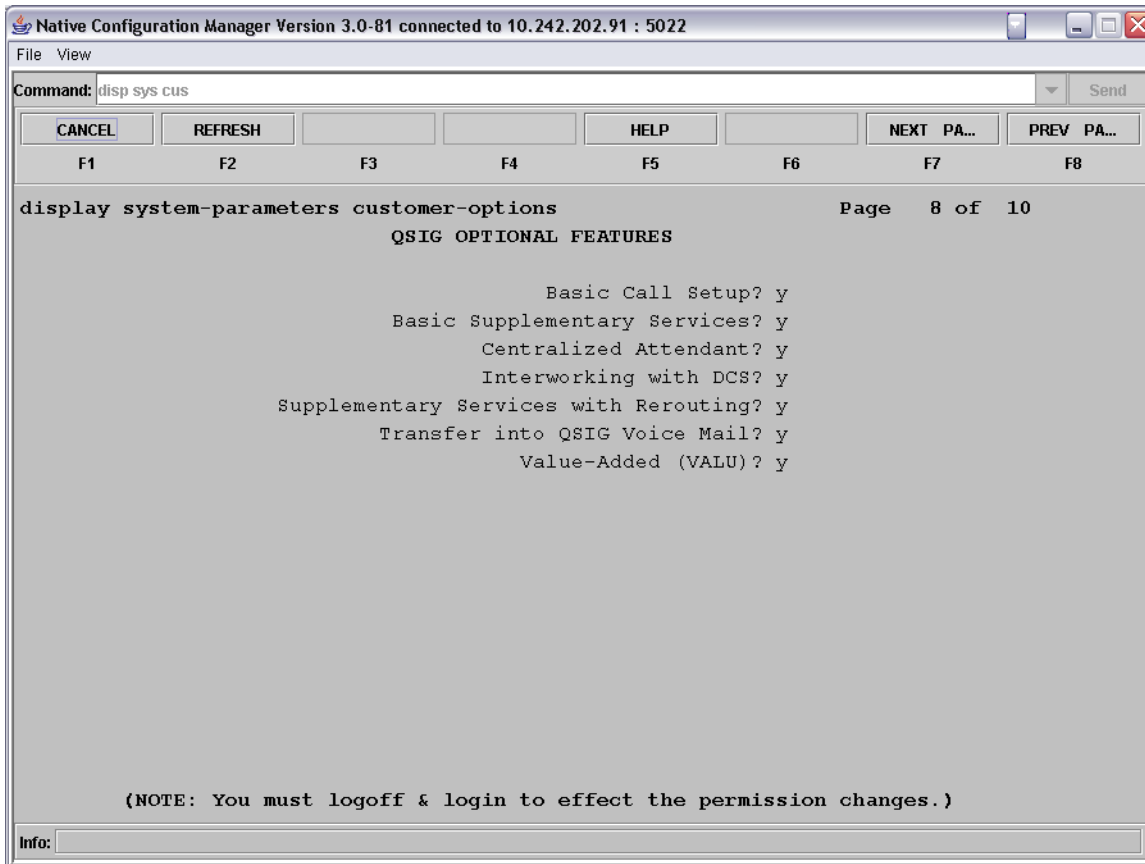 Native Configuration Manager Version 3.0-81 connected to 10.242.202.91 : 5022
File View
Command: disp sys cus Send
CANCEL REFRESH HELP NEXT PA... PREV PA...
F1 F2 F3 F4 F5 F6 F7 F8
display system-parameters customer-options Page 8 of 10
QSIG OPTIONAL FEATURES
Basic Call Setup? y
Basic Supplementary Services? y
Centralized Attendant? y
Interworking with DCS? y
Supplementary Services with Rerouting? y
Transfer into QSIG Voice Mail? y
Value-Added (VALU)? y
(NOTE: You must logoff & login to effect the permission changes.)
Info: